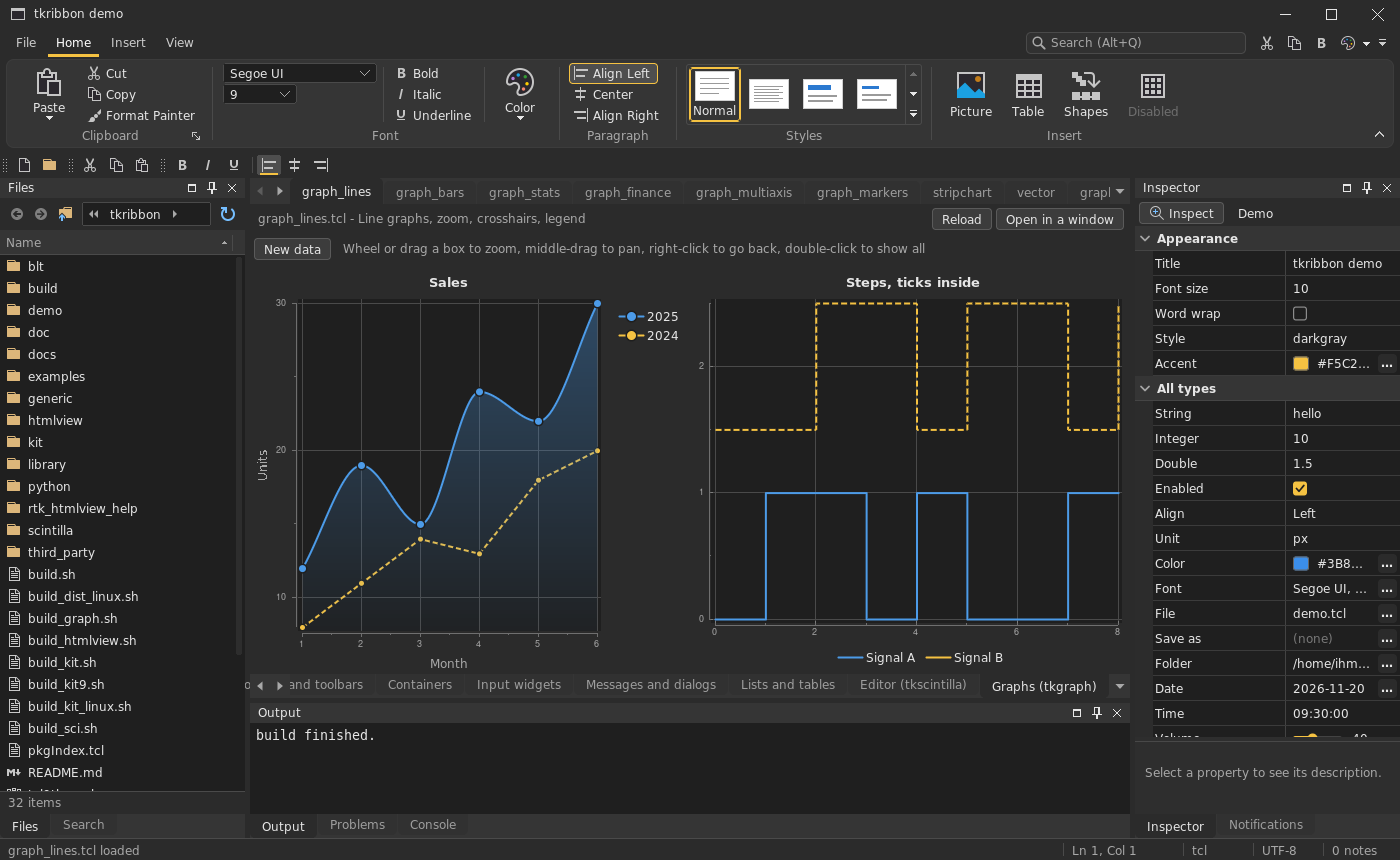 tkribbon demo
File Home Insert View
Search (Alt+Q)
B
Paste
Cut
Copy
Format Painter
Clipboard
Segoe UI
9
B Bold
I Italic
U Underline
Font
Color
Align Left
Center
Align Right
Paragraph
Normal
Styles
Picture
Table
Shapes
Disabled
Insert
B I U
Files
tkribbon
Name
blt
build
demo
doc
docs
examples
generic
htmlview
kit
library
python
rtk_htmlview_help
scintilla
third_party
build.sh
build_dist_linux.sh
build_graph.sh
build_htmlview.sh
build_kit.sh
build_kit9.sh
build_kit_linux.sh
build_sci.sh
pkgIndex.tcl
README.md
32 items
Files Search
graph_lines graph_bars graph_stats graph_finance graph_multiaxis graph_markers stripchart vector grapl
graph_lines.tcl - Line graphs, zoom, crosshairs, legend
Reload Open in a window
New data Wheel or drag a box to zoom, middle-drag to pan, right-click to go back, double-click to show all
Sales
30
20
10
Units
1 2 3 4 5 6
Month
2025
2024
Steps, ticks inside
2
1
0
0 2 4 6 8
Signal A Signal B
and toolbars Containers Input widgets Messages and dialogs Lists and tables Editor (tkscintilla) Graphs (tkgraph)
Output
build finished.
Output Problems Console
Inspector
Inspect Demo
Appearance
Title tkribbon demo
Font size 10
Word wrap
Style darkgray
Accent #F5C2... ...
All types
String hello
Integer 10
Double 1.5
Enabled
Align Left
Unit px
Color #3B8... ...
Font Segoe UI, ... ...
File demo.tcl ...
Save as (none) ...
Folder /home/ihm... ...
Date 2026-11-20 ...
Time 09:30:00
Select a property to see its description.
Inspector Notifications
graph_lines.tcl loaded
Ln 1, Col 1 tcl UTF-8 0 notes